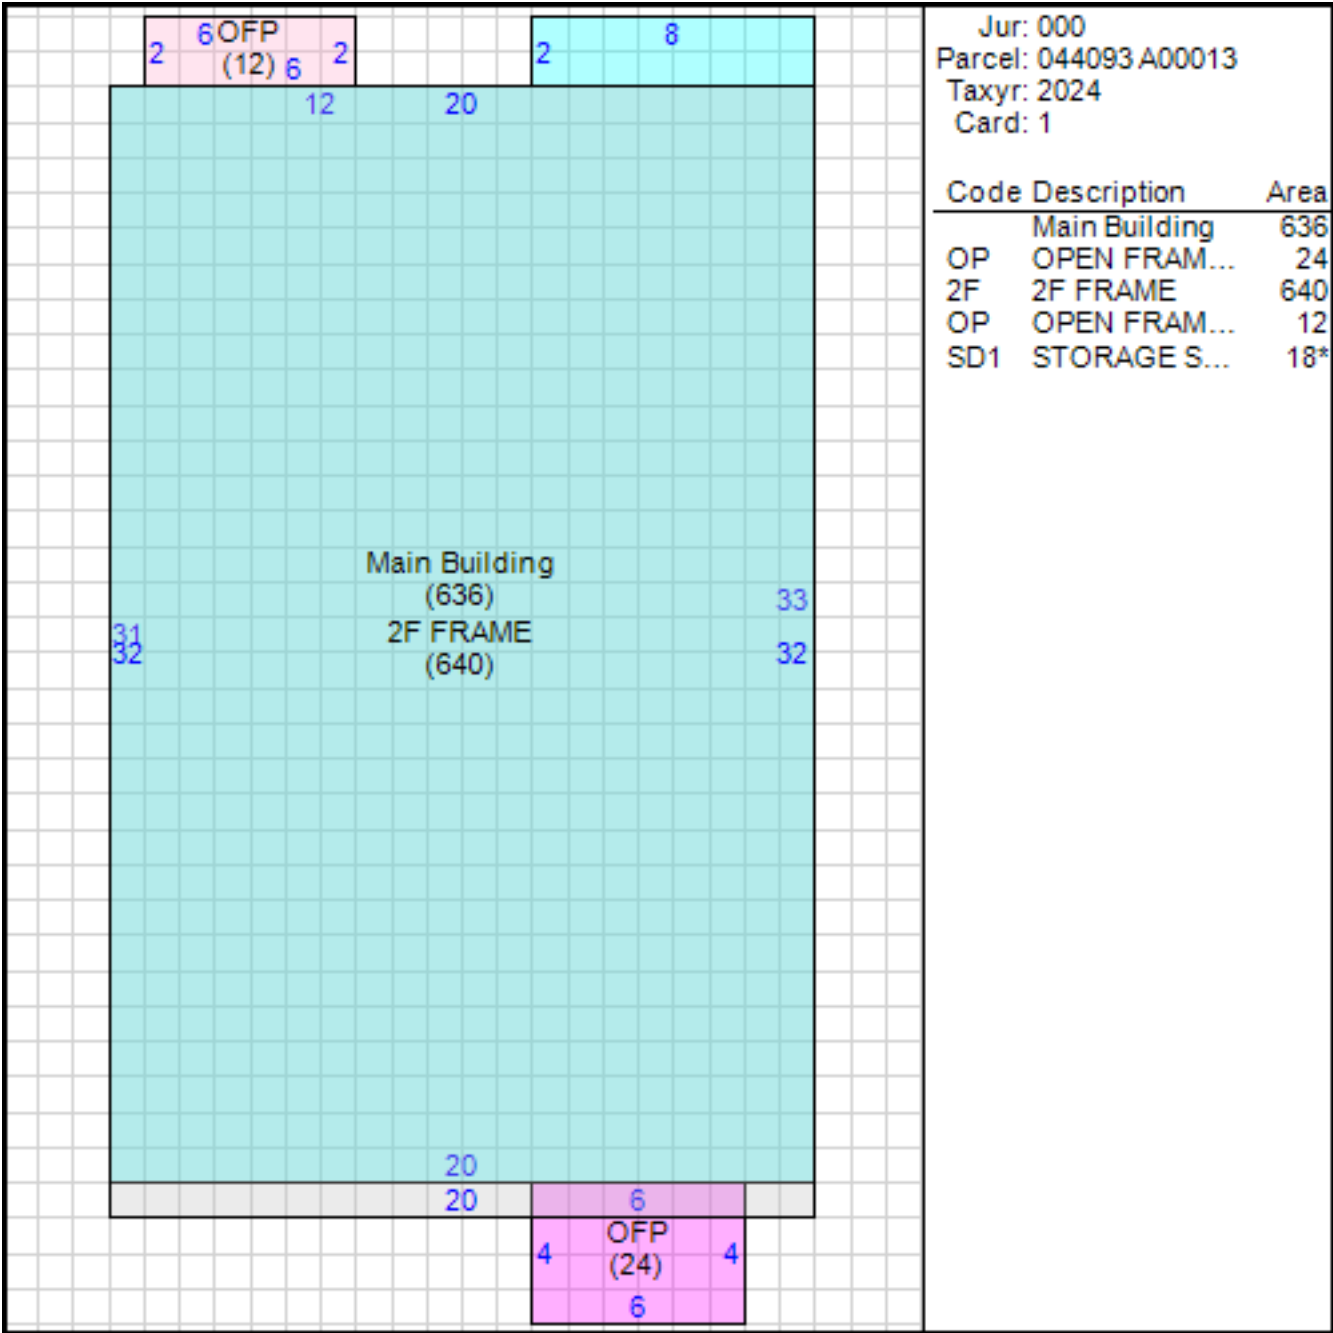 6 OFP 8
2 (12) 6 2 2
12 20
Main Building
(636)
33
31 2F FRAME
32 (640) 32
20
20 6
OFP
4 (24) 4
6
Jur: 000
Parcel: 044093 A00013
Taxyr: 2024
Card: 1
Code Description Area
Main Building 636
OP OPEN FRAM... 24
2F 2F FRAME 640
OP OPEN FRAM... 12
SD1 STORAGE S... 18*